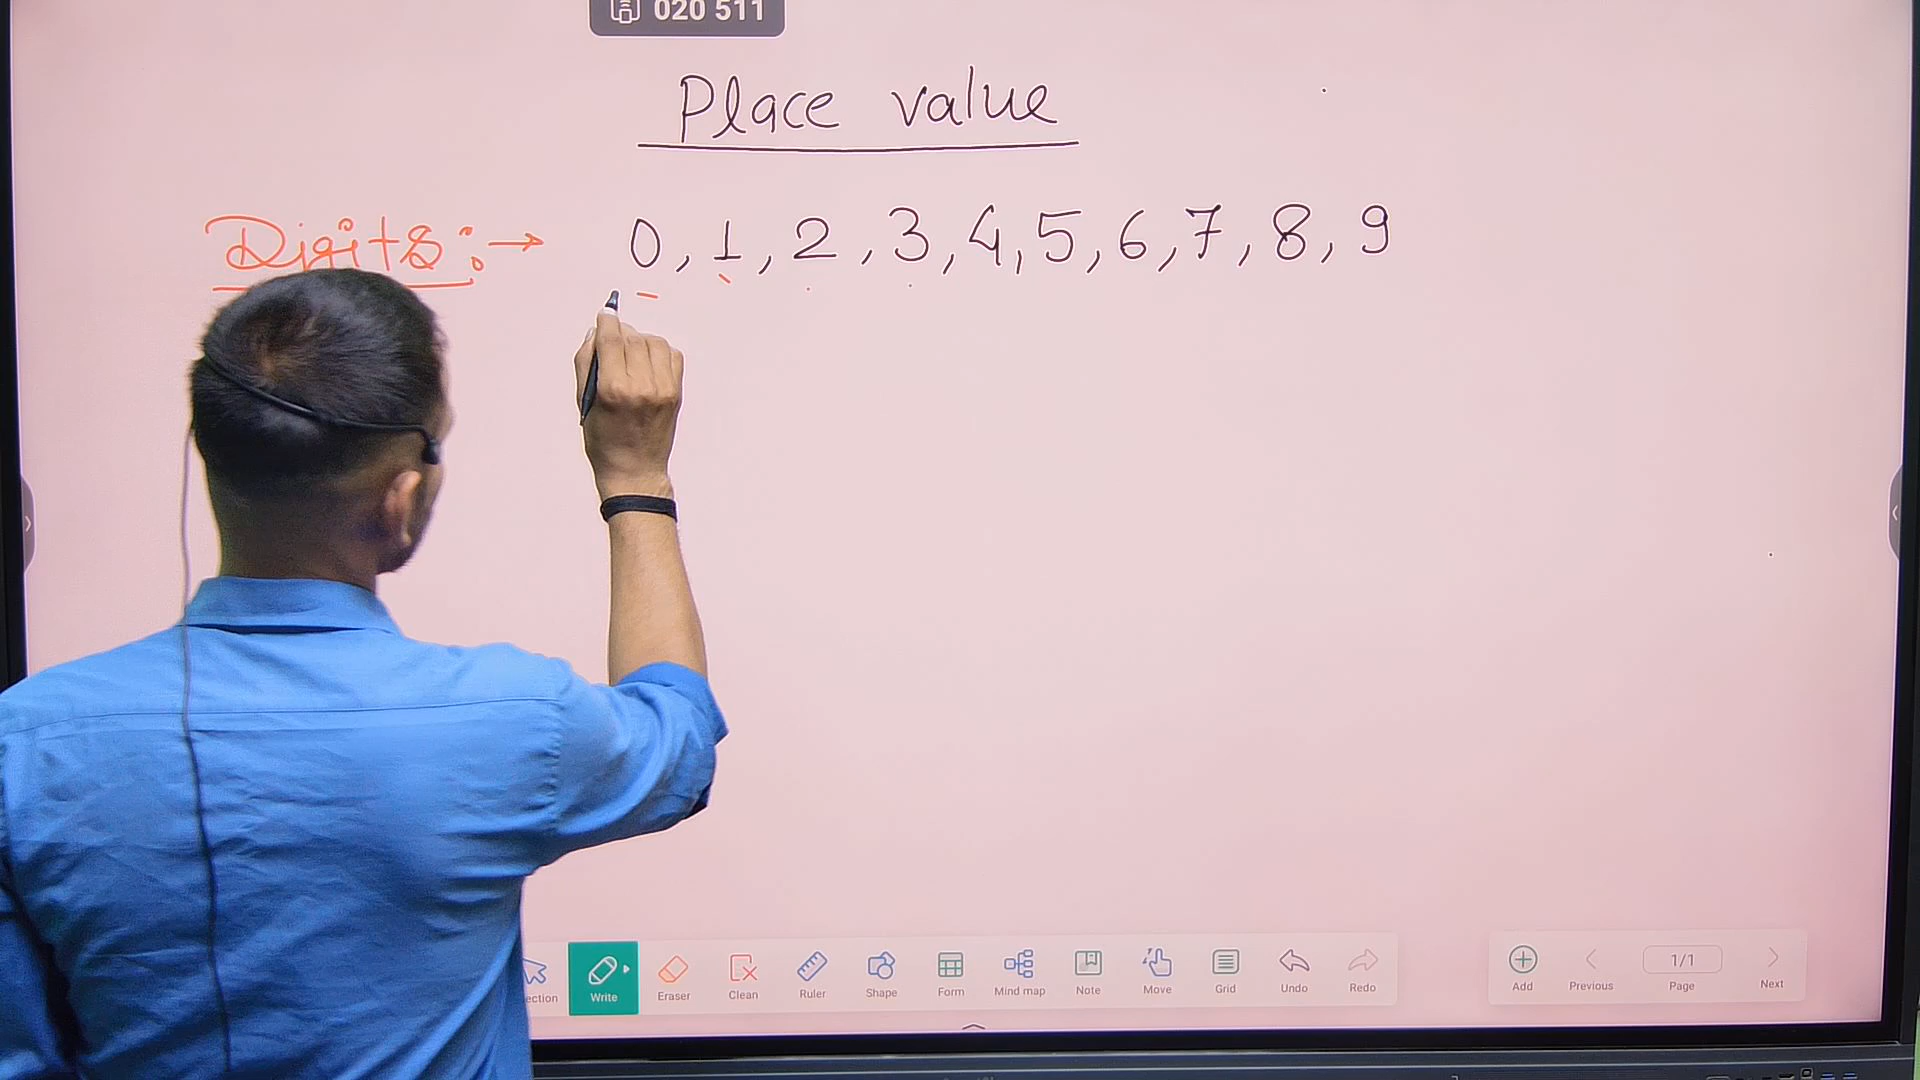 020 511
Place value
Digits :→ 0, 1, 2, 3, 4, 5, 6, 7, 8, 9
Write Eraser Clean Ruler Shape Form Mind map Note Move Grid Undo Redo Add Previous Page Next
1/1